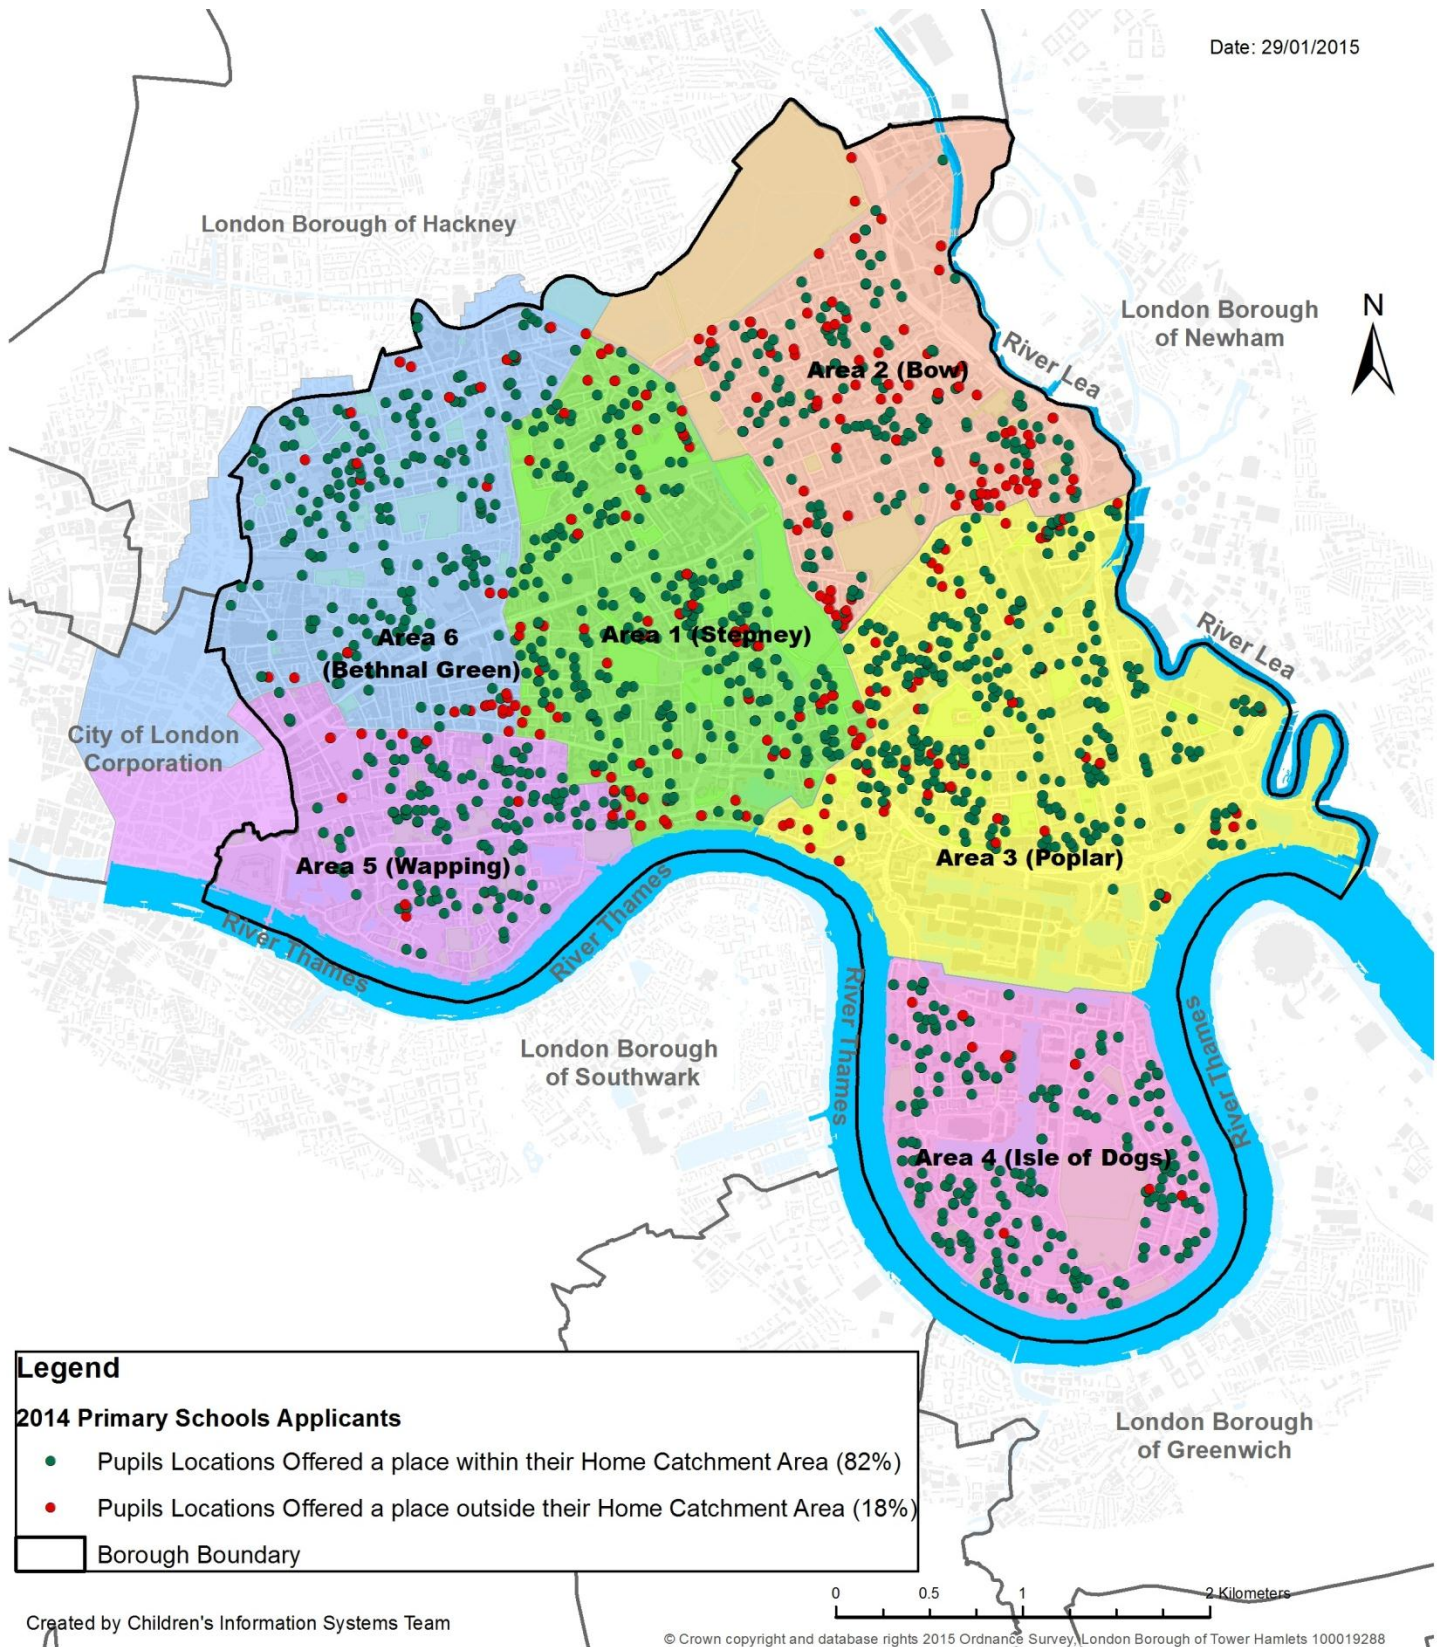 Date: 29/01/2015
London Borough of Hackney
London Borough
of Newham
N
River Lea
Area 2 (Bow)
River Lea
Area 6
(Bethnal Green)
Area 1 (Stepney)
City of London
Corporation
Area 5 (Wapping)
Area 3 (Poplar)
River Thames
River Thames
River Thames
River Thames
River Thames
London Borough
of Southwark
Area 4 (Isle of Dogs)
Legend
2014 Primary Schools Applicants
Pupils Locations Offered a place within their Home Catchment Area (82%)
Pupils Locations Offered a place outside their Home Catchment Area (18%)
Borough Boundary
London Borough
of Greenwich
0 0.5 1 2 Kilometers
Created by Children's Information Systems Team
© Crown copyright and database rights 2015 Ordnance Survey, London Borough of Tower Hamlets 100019288